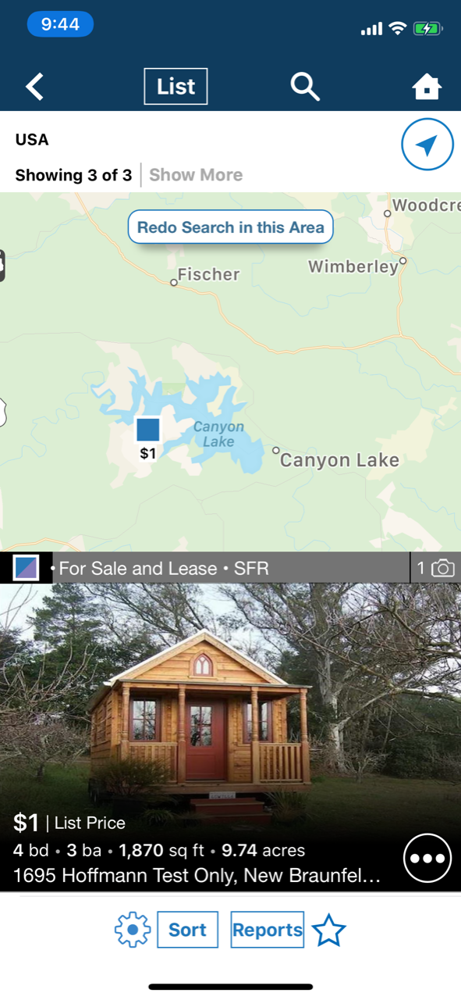 9:44
List
USA
Showing 3 of 3 | Show More
Redo Search in this Area
Woodcre
Wimberley
Fischer
Canyon
Lake
$1
Canyon Lake
• For Sale and Lease • SFR
1
$1 | List Price
4 bd • 3 ba • 1,870 sq ft • 9.74 acres
1695 Hoffmann Test Only, New Braunfel...
Sort
Reports